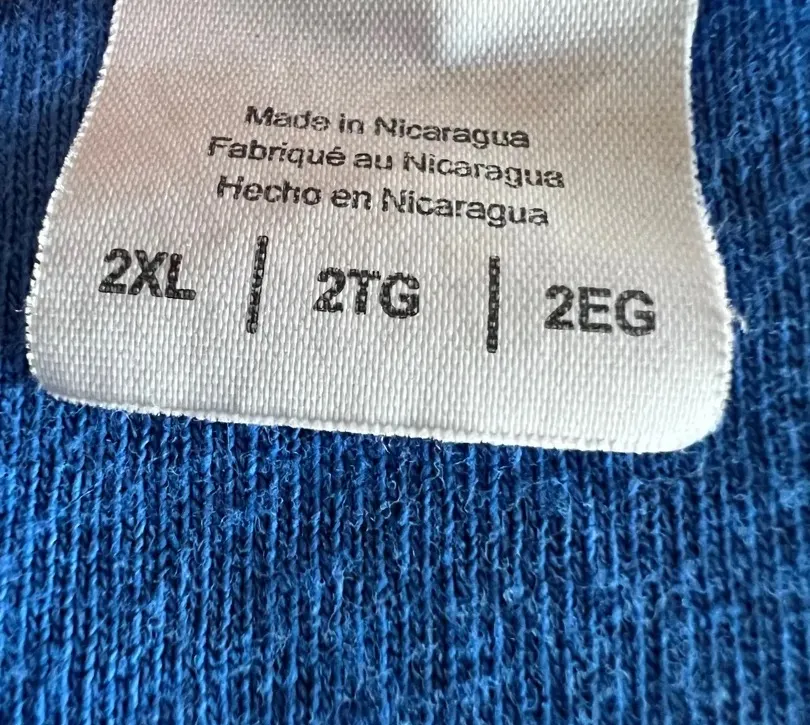 Made in Nicaragua
Fabriqué au Nicaragua
Hecho en Nicaragua
2XL | 2TG | 2EG